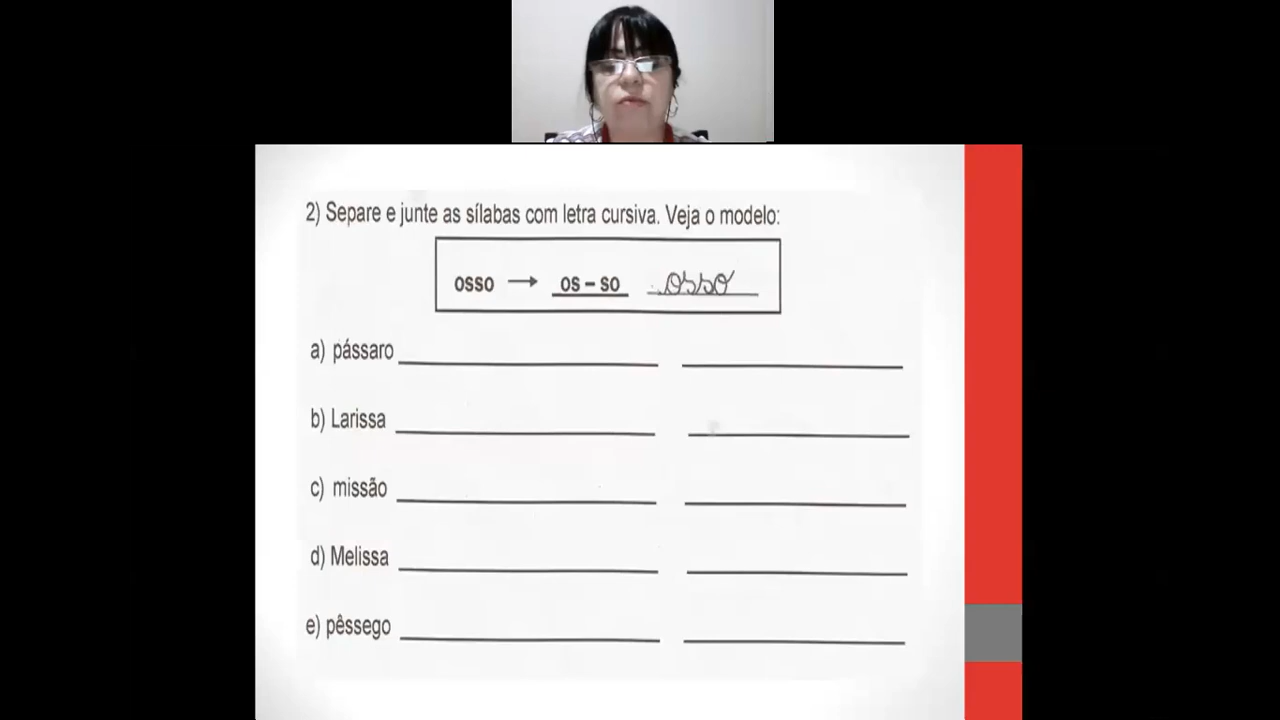 2) Separe e junte as sílabas com letra cursiva. Veja o modelo:
osso → os – so osso
a) pássaro
b) Larissa
c) missão
d) Melissa
e) pêssego